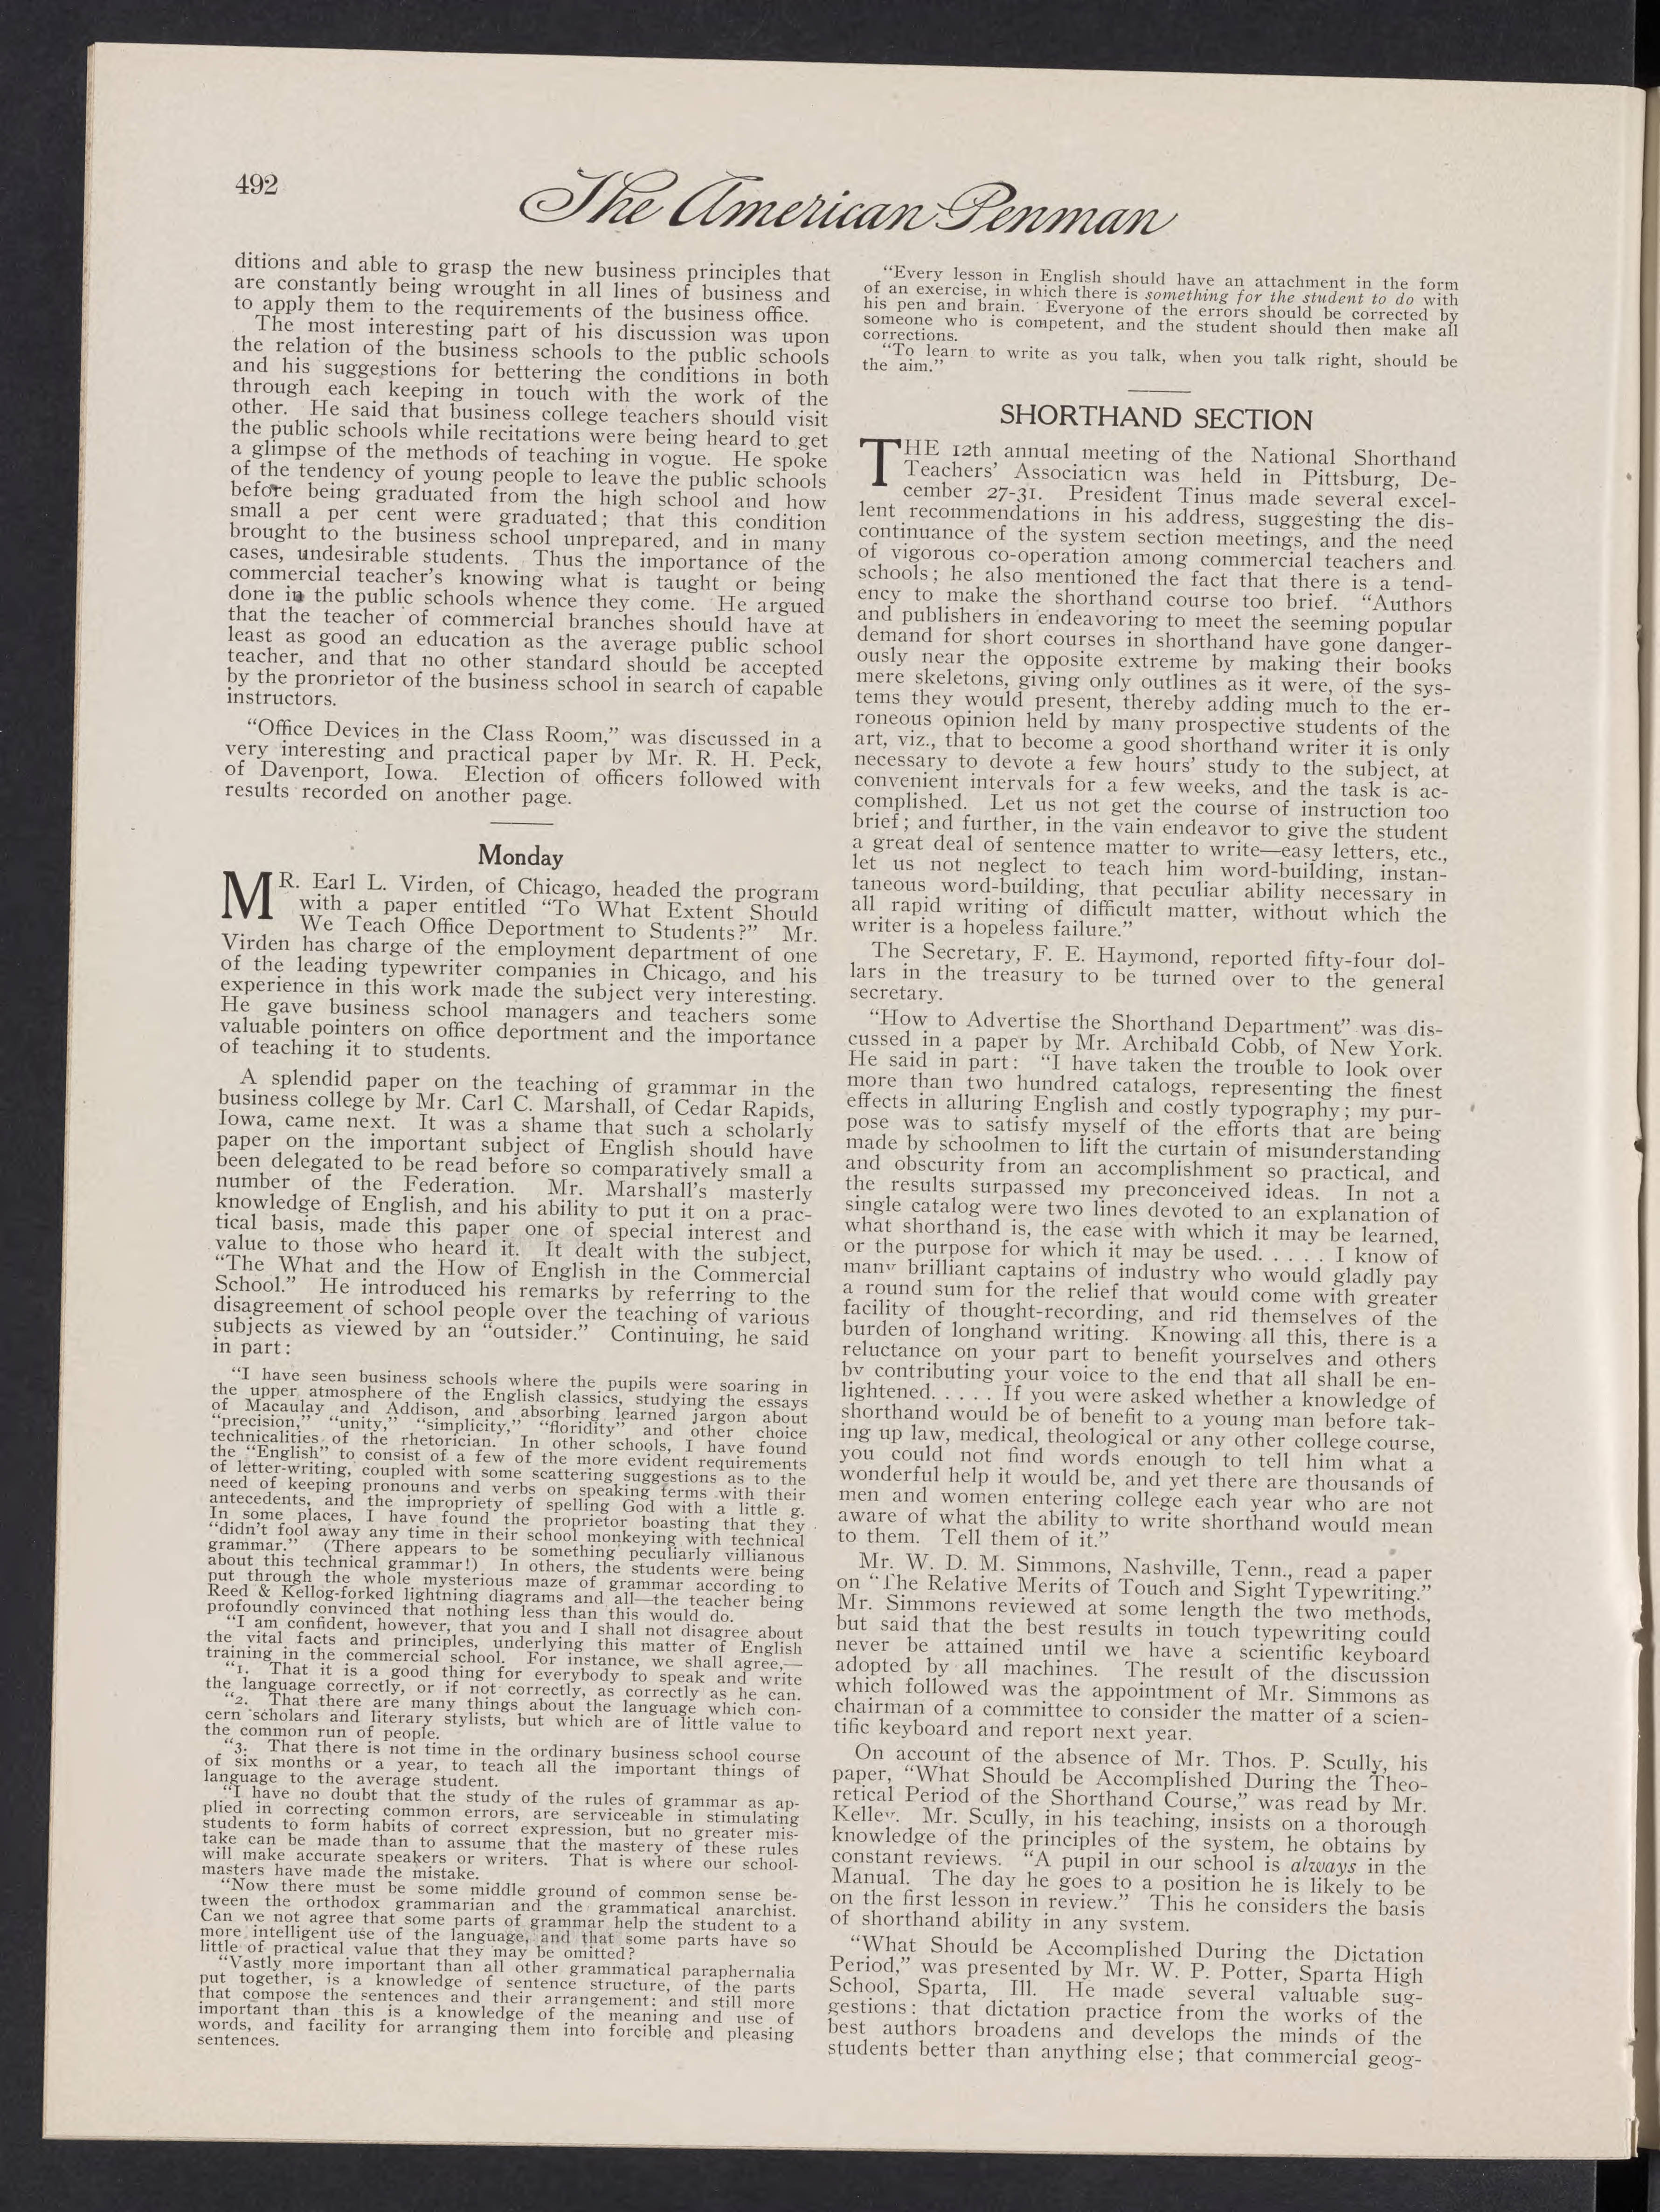 492
The American Penman
ditions and able to grasp the new business principles that
are constantly being wrought in all lines of business and
to apply them to the requirements of the business office.
The most interesting part of his discussion was upon
the relation of the business schools to the public schools
and his suggestions for bettering the conditions in both
through each keeping in touch with the work of the
other. He said that business college teachers should visit
the public schools while recitations were being heard to get
a glimpse of the methods of teaching in vogue. He spoke
of the tendency of young people to leave the public schools
before being graduated from the high school and how
small a per cent were graduated; that this condition
brought to the business school unprepared, and in many
cases, undesirable students. Thus the importance of the
commercial teacher's knowing what is taught or being
done in the public schools whence they come. He argued
that the teacher of commercial branches should have at
least as good an education as the average public school
teacher, and that no other standard should be accepted
by the proprietor of the business school in search of capable
instructors.
"Office Devices in the Class Room," was discussed in a
very interesting and practical paper by Mr. R. H. Peck,
of Davenport, Iowa. Election of officers followed with
results recorded on another page.
Monday
MR. Earl L. Virden, of Chicago, headed the program
with a paper entitled "To What Extent Should
We Teach Office Deportment to Students?" Mr.
Virden has charge of the employment department of one
of the leading typewriter companies in Chicago, and his
experience in this work made the subject very interesting.
He gave business school managers and teachers some
valuable pointers on office deportment and the importance
of teaching it to students.
A splendid paper on the teaching of grammar in the
business college by Mr. Carl C. Marshall, of Cedar Rapids,
Iowa, came next. It was a shame that such a scholarly
paper on the important subject of English should have
been delegated to be read before so comparatively small a
number of the Federation. Mr. Marshall's masterly
knowledge of English, and his ability to put it on a prac-
tical basis, made this paper one of special interest and
value to those who heard it. It dealt with the subject,
"The What and the How of English in the Commercial
School." He introduced his remarks by referring to the
disagreement of school people over the teaching of various
subjects as viewed by an "outsider." Continuing, he said
in part:
"I have seen business schools where the pupils were soaring in
the upper atmosphere of the English classics, studying the essays
of Macaulay and Addison, and absorbing learned jargon about
"precision," "unity," "simplicity," "floridity" and other choice
technicalities of the rhetorician. In other schools, I have found
the "English" to consist of a few of the more evident requirements
of letter-writing, coupled with some scattering suggestions as to the
need of keeping pronouns and verbs on speaking terms with their
antecedents, and the impropriety of spelling God with a little g.
In some places, I have found the proprietor boasting that they
"didn't fool away any time in their school monkeying with technical
grammar." (There appears to be something peculiarly villianous
about this technical grammar!) In others, the students were being
put through the whole mysterious maze of grammar according to
Reed & Kellog-forked lightning diagrams and all—the teacher being
profoundly convinced that nothing less than this would do.
"I am confident, however, that you and I shall not disagree about
the vital facts and principles, underlying this matter of English
training in the commercial school. For instance, we shall agree,—
"1. That it is a good thing for everybody to speak and write
the language correctly, or if not correctly, as correctly as he can.
"2. That there are many things about the language which con-
cern scholars and literary stylists, but which are of little value to
the common run of people.
"3. That there is not time in the ordinary business school course
of six months or a year, to teach all the important things of
language to the average student.
"I have no doubt that the study of the rules of grammar as ap-
plied in correcting common errors, are serviceable in stimulating
students to form habits of correct expression, but no greater mis-
take can be made than to assume that the mastery of these rules
will make accurate speakers or writers. That is where our school-
masters have made the mistake.
"Now there must be some middle ground of common sense be-
tween the orthodox grammarian and the grammatical anarchist.
Can we not agree that some parts of grammar help the student to a
more intelligent use of the language, and that some parts have so
little of practical value that they may be omitted?
"Vastly more important than all other grammatical paraphernalia
put together, is a knowledge of sentence structure, of the parts
that compose the sentences and their arrangement; and still more
important than this is a knowledge of the meaning and use of
words, and facility for arranging them into forcible and pleasing
sentences.
"Every lesson in English should have an attachment in the form
of an exercise, in which there is something for the student to do with
his pen and brain. Everyone of the errors should be corrected by
someone who is competent, and the student should then make all
corrections.
"To learn to write as you talk, when you talk right, should be
the aim."
SHORTHAND SECTION
THE 12th annual meeting of the National Shorthand
Teachers' Association was held in Pittsburg, De-
cember 27-31. President Tinus made several excel-
lent recommendations in his address, suggesting the dis-
continuance of the system section meetings, and the need
of vigorous co-operation among commercial teachers and
schools; he also mentioned the fact that there is a tend-
ency to make the shorthand course too brief. "Authors
and publishers in endeavoring to meet the seeming popular
demand for short courses in shorthand have gone danger-
ously near the opposite extreme by making their books
mere skeletons, giving only outlines as it were, of the sys-
tems they would present, thereby adding much to the er-
roneous opinion held by many prospective students of the
art, viz., that to become a good shorthand writer it is only
necessary to devote a few hours' study to the subject, at
convenient intervals for a few weeks, and the task is ac-
complished. Let us not get the course of instruction too
brief; and further, in the vain endeavor to give the student
a great deal of sentence matter to write—easy letters, etc.,
let us not neglect to teach him word-building, instan-
taneous word-building, that peculiar ability necessary in
all rapid writing of difficult matter, without which the
writer is a hopeless failure."
The Secretary, F. E. Haymond, reported fifty-four dol-
lars in the treasury to be turned over to the general
secretary.
"How to Advertise the Shorthand Department" was dis-
cussed in a paper by Mr. Archibald Cobb, of New York.
He said in part: "I have taken the trouble to look over
more than two hundred catalogs, representing the finest
effects in alluring English and costly typography; my pur-
pose was to satisfy myself of the efforts that are being
made by schoolmen to lift the curtain of misunderstanding
and obscurity from an accomplishment so practical, and
the results surpassed my preconceived ideas. In not a
single catalog were two lines devoted to an explanation of
what shorthand is, the ease with which it may be learned,
or the purpose for which it may be used. . . . . I know of
many brilliant captains of industry who would gladly pay
a round sum for the relief that would come with greater
facility of thought-recording, and rid themselves of the
burden of longhand writing. Knowing all this, there is a
reluctance on your part to benefit yourselves and others
by contributing your voice to the end that all shall be en-
lightened. . . . . If you were asked whether a knowledge of
shorthand would be of benefit to a young man before tak-
ing up law, medical, theological or any other college course,
you could not find words enough to tell him what a
wonderful help it would be, and yet there are thousands of
men and women entering college each year who are not
aware of what the ability to write shorthand would mean
to them. Tell them of it."
Mr. W. D. M. Simmons, Nashville, Tenn., read a paper
on "The Relative Merits of Touch and Sight Typewriting."
Mr. Simmons reviewed at some length the two methods,
but said that the best results in touch typewriting could
never be attained until we have a scientific keyboard
adopted by all machines. The result of the discussion
which followed was the appointment of Mr. Simmons as
chairman of a committee to consider the matter of a scien-
tific keyboard and report next year.
On account of the absence of Mr. Thos. P. Scully, his
paper, "What Should be Accomplished During the Theo-
retical Period of the Shorthand Course," was read by Mr.
Kelley. Mr. Scully, in his teaching, insists on a thorough
knowledge of the principles of the system, he obtains by
constant reviews. "A pupil in our school is always in the
Manual. The day he goes to a position he is likely to be
on the first lesson in review." This he considers the basis
of shorthand ability in any system.
"What Should be Accomplished During the Dictation
Period," was presented by Mr. W. P. Potter, Sparta High
School, Sparta, Ill. He made several valuable sug-
gestions: that dictation practice from the works of the
best authors broadens and develops the minds of the
students better than anything else; that commercial geog-